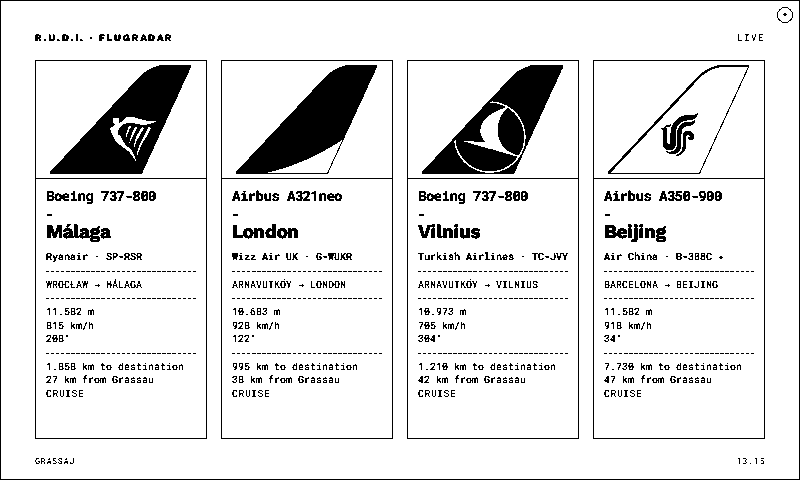 R.U.D.I. · FLUGRADAR
LIVE
Boeing 737-800
–
Málaga
Ryanair · SP-RSR
WROCŁAW → MÁLAGA
11.582 m
815 km/h
208°
1.858 km to destination
27 km from Grassau
CRUISE
Airbus A321neo
–
London
Wizz Air UK · G-WUKR
ARNAVUTKÖY → LONDON
10.683 m
928 km/h
122°
995 km to destination
38 km from Grassau
CRUISE
Boeing 737-800
–
Vilnius
Turkish Airlines · TC-JVY
ARNAVUTKÖY → VILNIUS
10.973 m
705 km/h
304°
1.210 km to destination
42 km from Grassau
CRUISE
Airbus A350-900
–
Beijing
Air China · B-308C ✦
BARCELONA → BEIJING
11.582 m
918 km/h
34°
7.730 km to destination
47 km from Grassau
CRUISE
GRASSAU
13.15